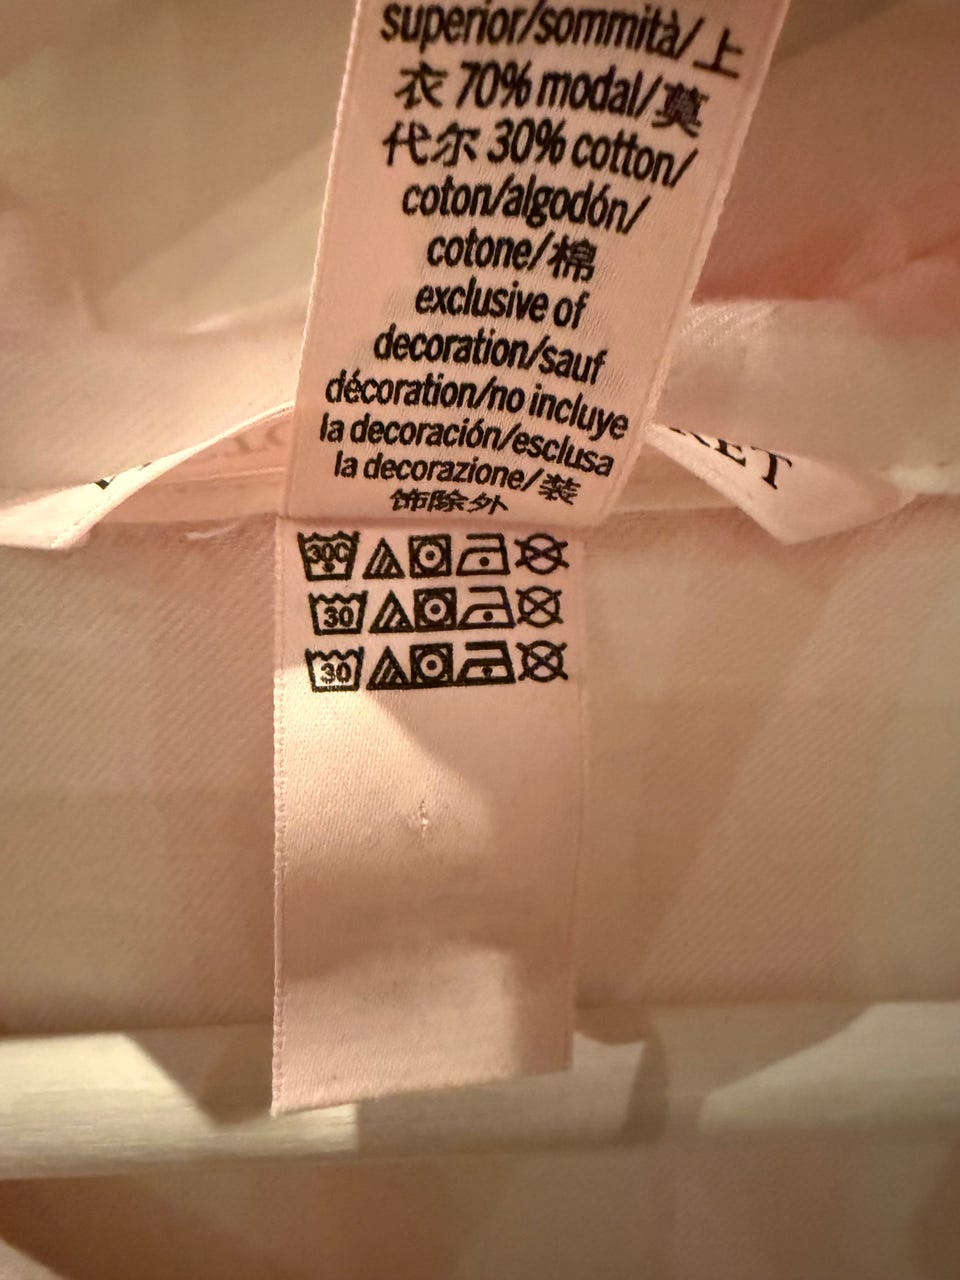 superior/sommità/上
衣 70% modal/莫
代尔 30% cotton/
coton/algodón/
cotone/棉
exclusive of
decoration/sauf
décoration/no incluye
la decoración/esclusa
la decorazione/装
饰除外
30C
30
30